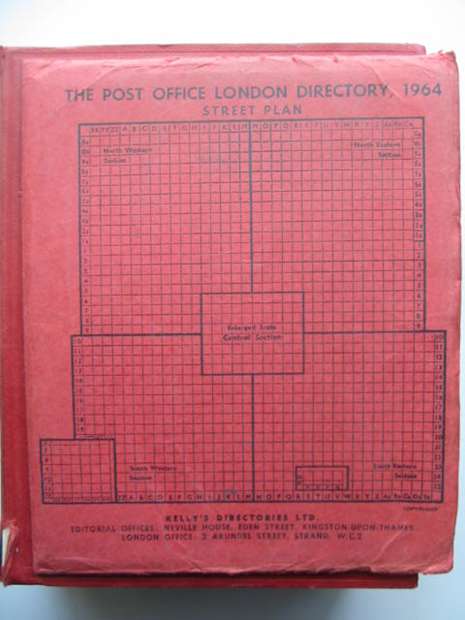 THE POST OFFICE LONDON DIRECTORY, 1964
STREET PLAN
North Western
Section
North Eastern
Section
Enlarged Scale
Central Section
South Western
Section
South Eastern
Section
COPYRIGHT
KELLY'S DIRECTORIES LTD.
EDITORIAL OFFICES: NEVILLE HOUSE, EDEN STREET, KINGSTON-UPON-THAMES.
LONDON OFFICE: 2 ARUNDEL STREET, STRAND, W.C.2